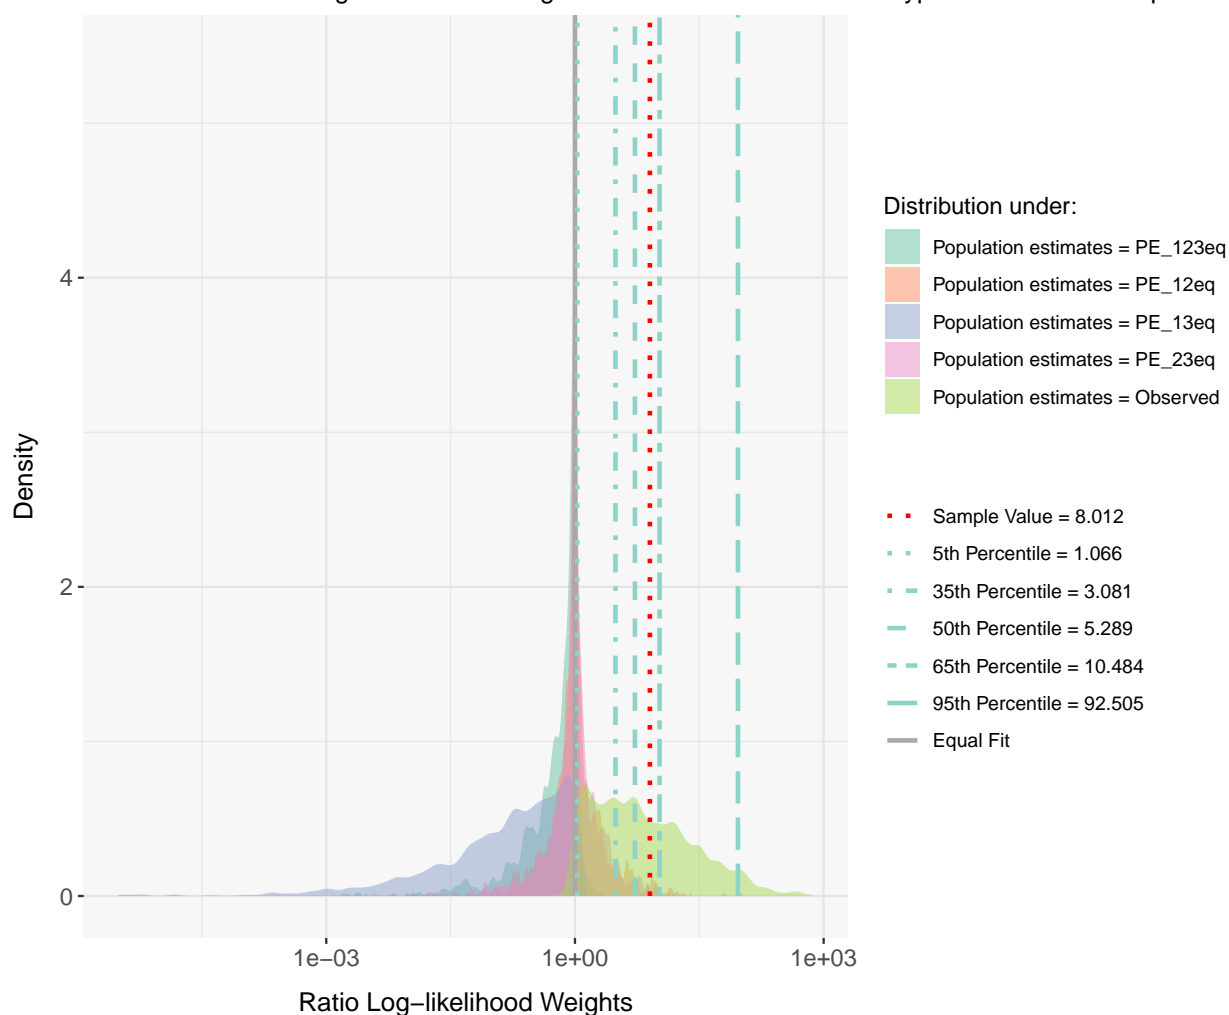 Density
4
2
0
1e−03
1e+00
1e+03
Ratio Log−likelihood Weights
Distribution under:
Population estimates = PE_123eq
Population estimates = PE_12eq
Population estimates = PE_13eq
Population estimates = PE_23eq
Population estimates = Observed
Sample Value = 8.012
5th Percentile = 1.066
35th Percentile = 3.081
50th Percentile = 5.289
65th Percentile = 10.484
95th Percentile = 92.505
Equal Fit